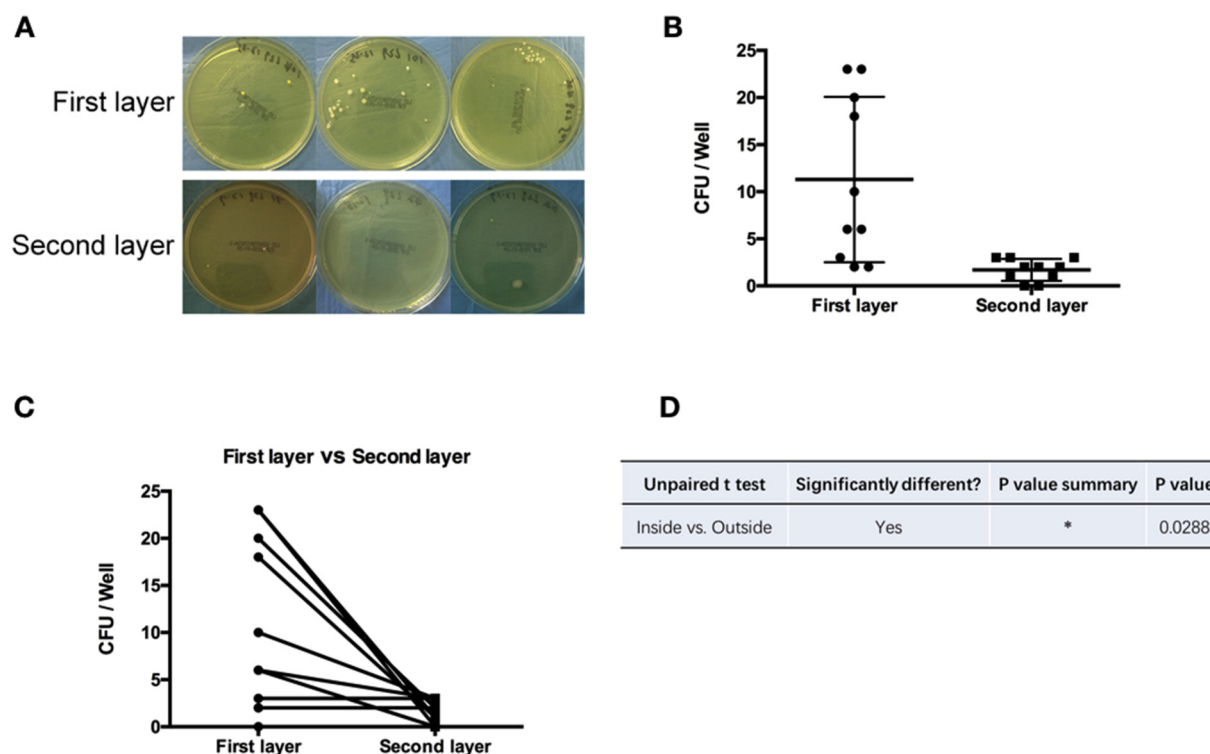 A
First layer
Second layer
B
25
20
15
10
5
0
CFU / Well
First layer
Second layer
C
First layer vs Second layer
25
20
15
10
5
0
CFU / Well
First layer
Second layer
D
Unpaired t test Significantly different? P value summary P value
Inside vs. Outside Yes * 0.0288